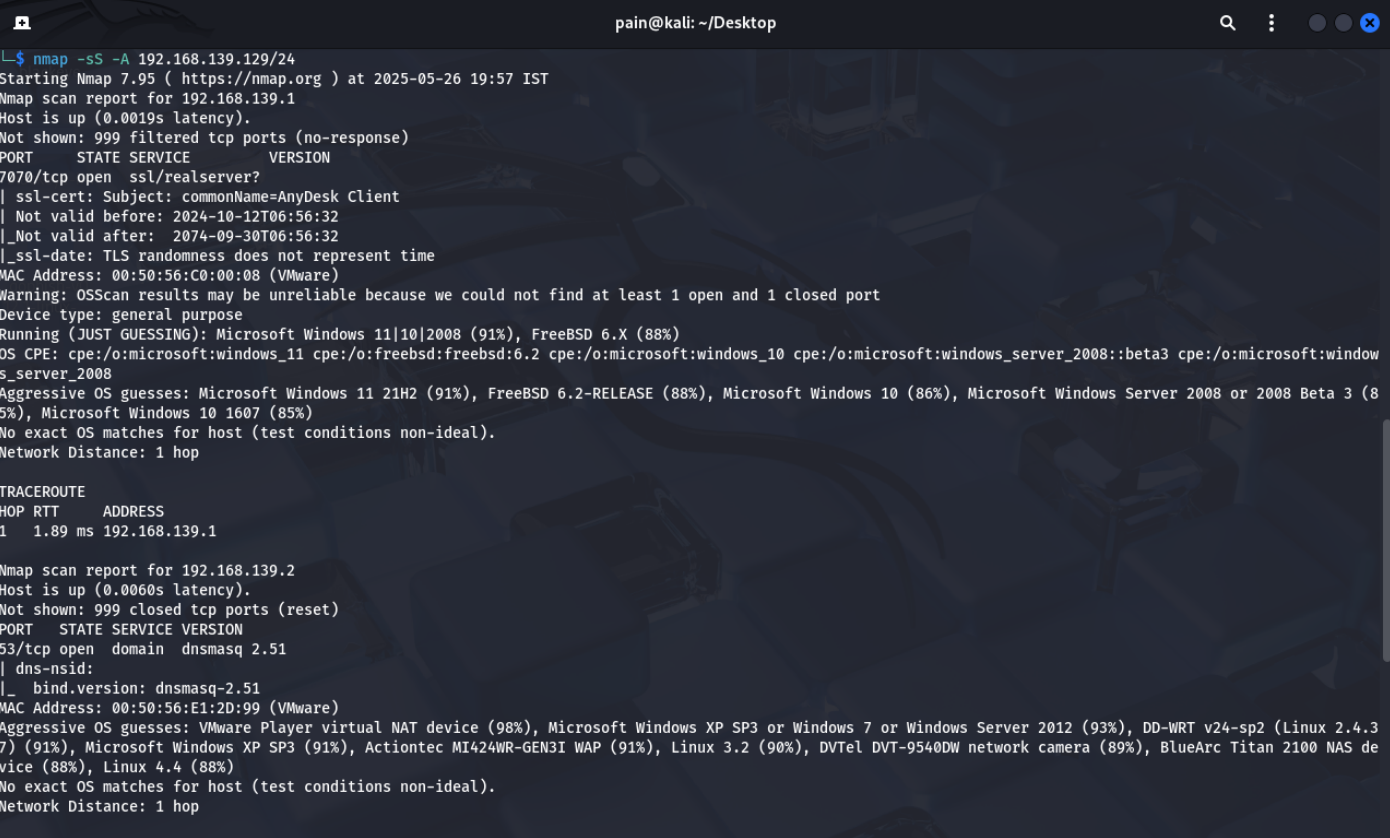 pain@kali: ~/Desktop
└─$ nmap -sS -A 192.168.139.129/24
Starting Nmap 7.95 ( https://nmap.org ) at 2025-05-26 19:57 IST
Nmap scan report for 192.168.139.1
Host is up (0.0019s latency).
Not shown: 999 filtered tcp ports (no-response)
PORT     STATE SERVICE         VERSION
7070/tcp open  ssl/realserver?
| ssl-cert: Subject: commonName=AnyDesk Client
| Not valid before: 2024-10-12T06:56:32
|_Not valid after:  2074-09-30T06:56:32
|_ssl-date: TLS randomness does not represent time
MAC Address: 00:50:56:C0:00:08 (VMware)
Warning: OSScan results may be unreliable because we could not find at least 1 open and 1 closed port
Device type: general purpose
Running (JUST GUESSING): Microsoft Windows 11|10|2008 (91%), FreeBSD 6.X (88%)
OS CPE: cpe:/o:microsoft:windows_11 cpe:/o:freebsd:freebsd:6.2 cpe:/o:microsoft:windows_10 cpe:/o:microsoft:windows_server_2008::beta3 cpe:/o:microsoft:window
s_server_2008
Aggressive OS guesses: Microsoft Windows 11 21H2 (91%), FreeBSD 6.2-RELEASE (88%), Microsoft Windows 10 (86%), Microsoft Windows Server 2008 or 2008 Beta 3 (8
5%), Microsoft Windows 10 1607 (85%)
No exact OS matches for host (test conditions non-ideal).
Network Distance: 1 hop
TRACEROUTE
HOP RTT     ADDRESS
1   1.89 ms 192.168.139.1
Nmap scan report for 192.168.139.2
Host is up (0.0060s latency).
Not shown: 999 closed tcp ports (reset)
PORT   STATE SERVICE VERSION
53/tcp open  domain  dnsmasq 2.51
| dns-nsid:
|_  bind.version: dnsmasq-2.51
MAC Address: 00:50:56:E1:2D:99 (VMware)
Aggressive OS guesses: VMware Player virtual NAT device (98%), Microsoft Windows XP SP3 or Windows 7 or Windows Server 2012 (93%), DD-WRT v24-sp2 (Linux 2.4.3
7) (91%), Microsoft Windows XP SP3 (91%), Actiontec MI424WR-GEN3I WAP (91%), Linux 3.2 (90%), DVTel DVT-9540DW network camera (89%), BlueArc Titan 2100 NAS de
vice (88%), Linux 4.4 (88%)
No exact OS matches for host (test conditions non-ideal).
Network Distance: 1 hop